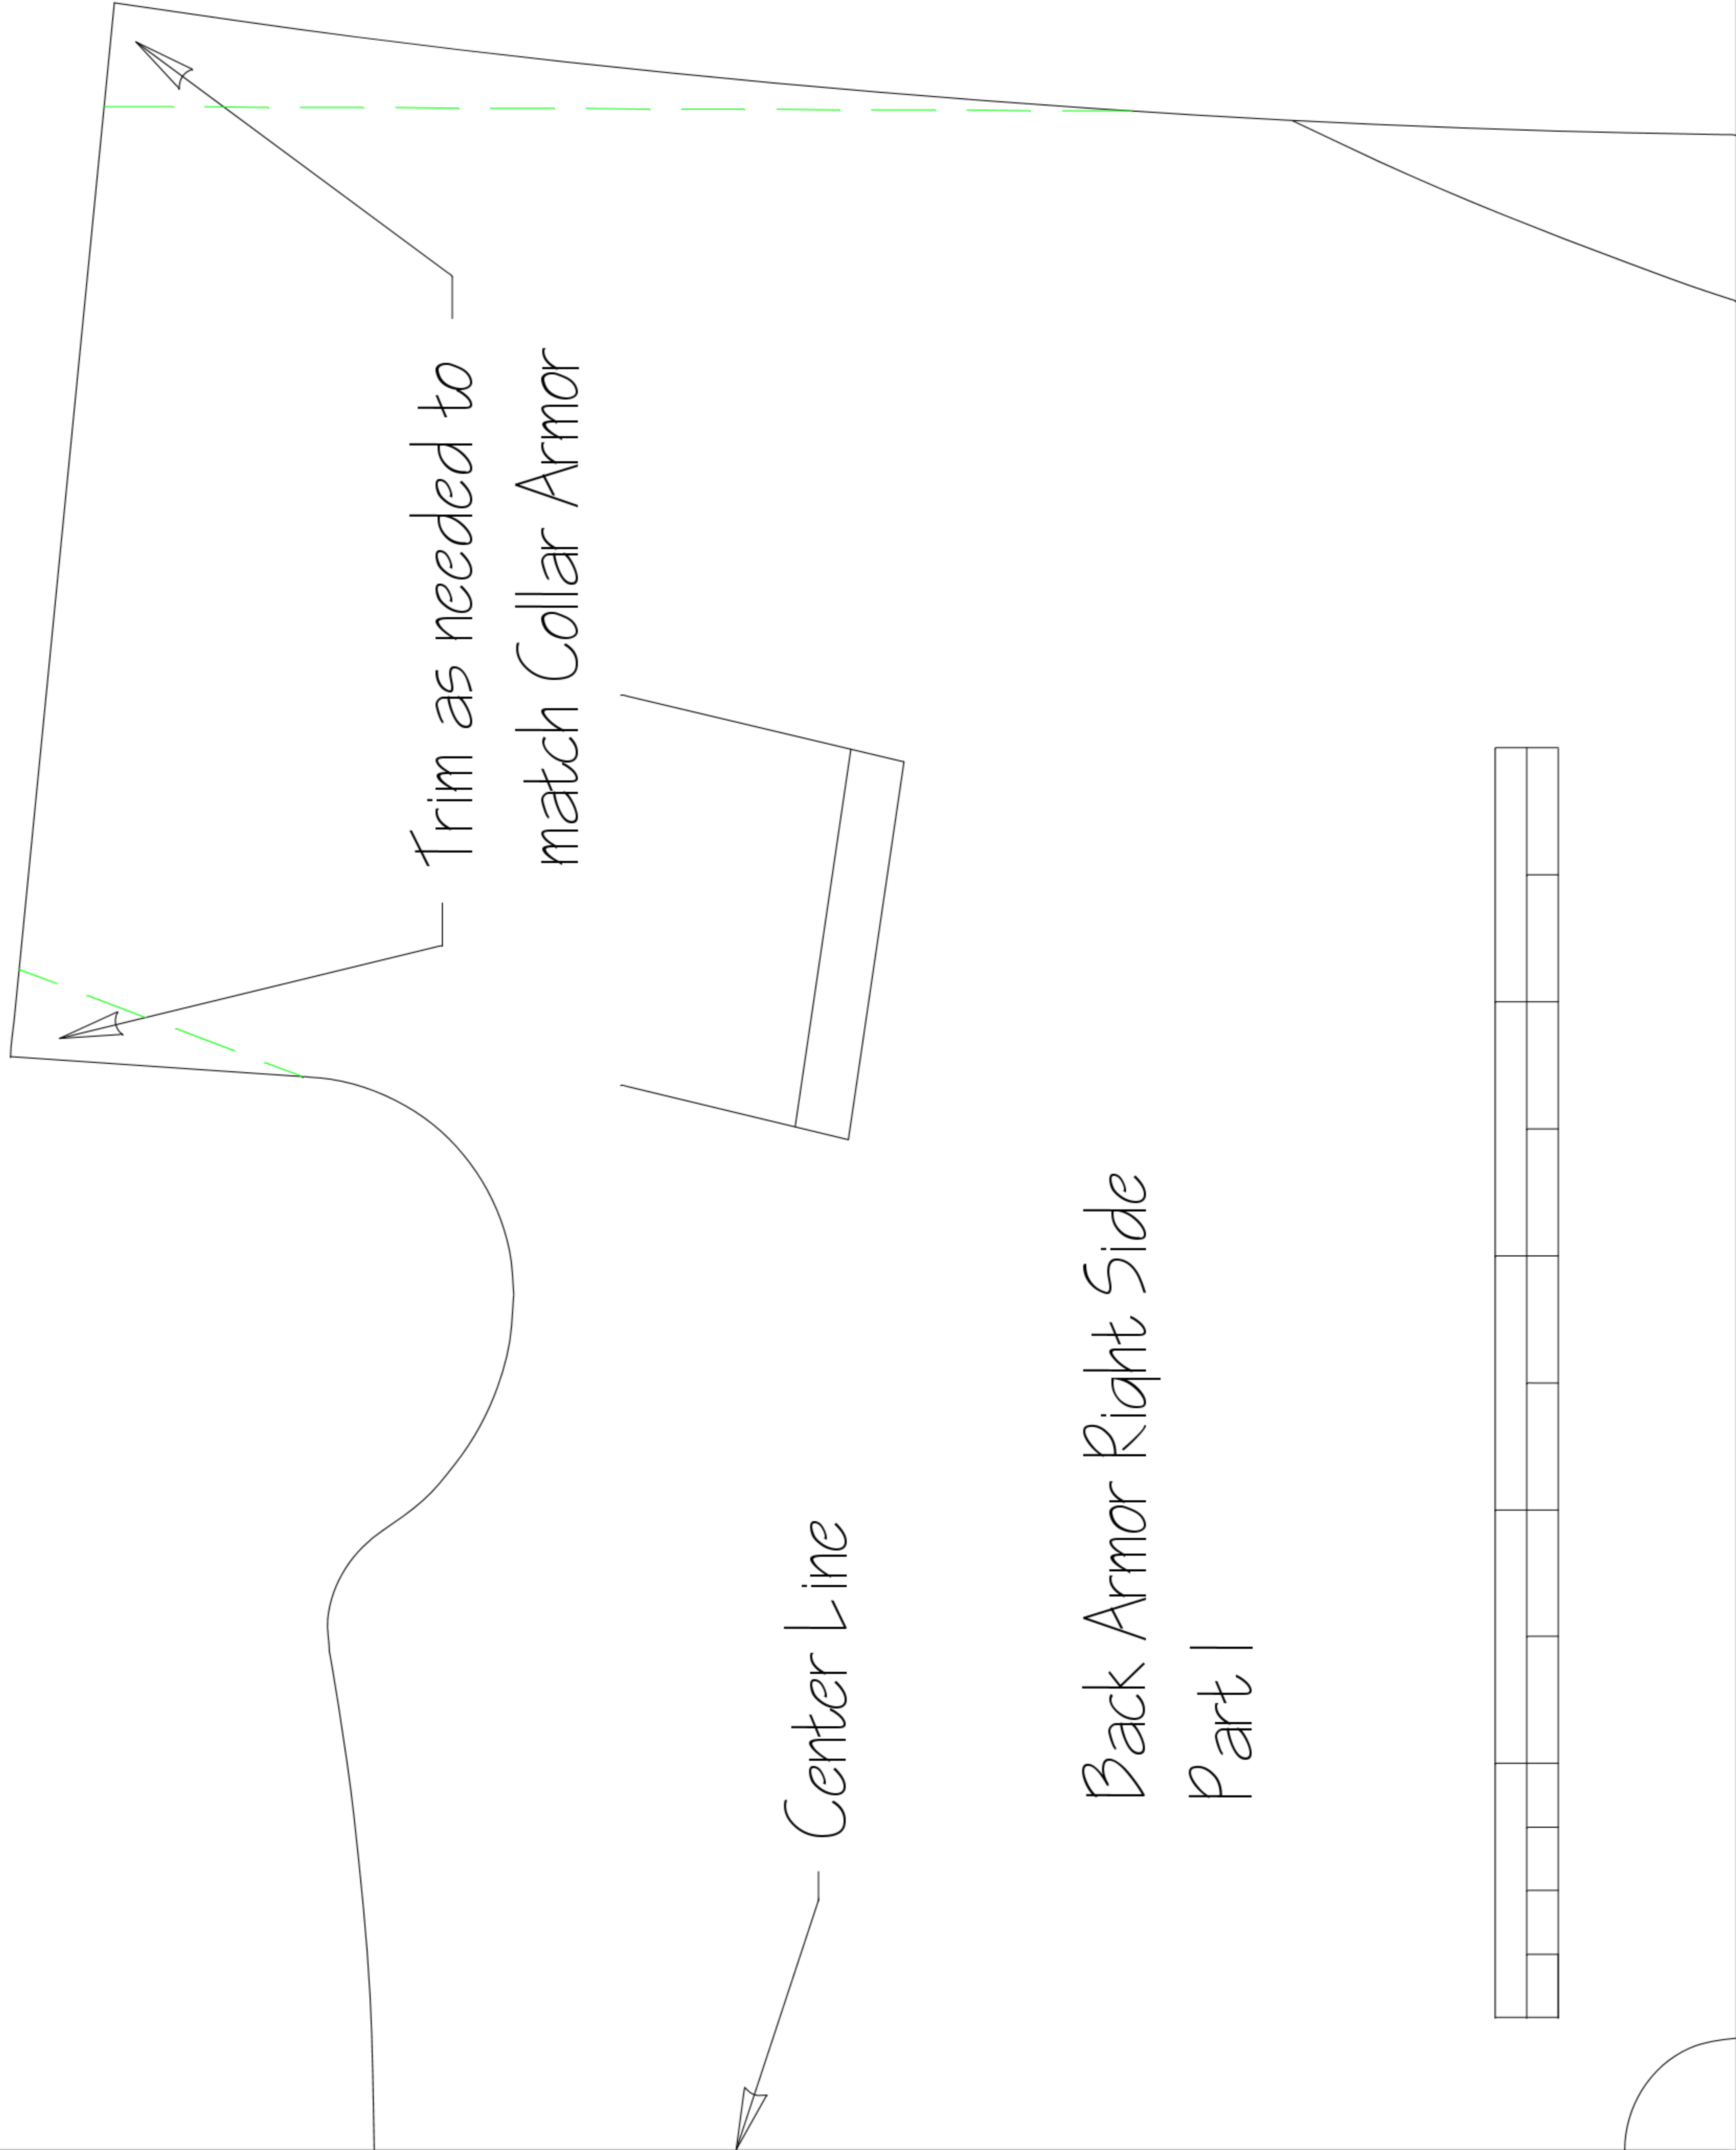 Trim as needed to
match Collar Armor
Center Line
Back Armor Right Side
Part 1